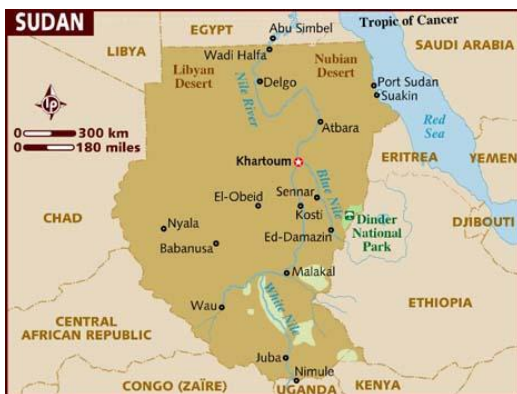 SUDAN
EGYPT
Abu Simbel
Tropic of Cancer
LIBYA
Wadi Halfa
SAUDI ARABIA
Libyan
Desert
Nubian
Desert
Delgo
Port Sudan
Suakin
Nile River
Red
Sea
LP
300 km
180 miles
Atbara
Khartoum
ERITREA
YEMEN
Blue Nile
Sennar
El-Obeid
Kosti
CHAD
Nyala
Dinder
National
Park
DJIBOUTI
Babanusa
Ed-Damazin
Malakal
White Nile
Wau
ETHIOPIA
CENTRAL
AFRICAN REPUBLIC
Juba
Nimule
CONGO (ZAÏRE)
UGANDA
KENYA